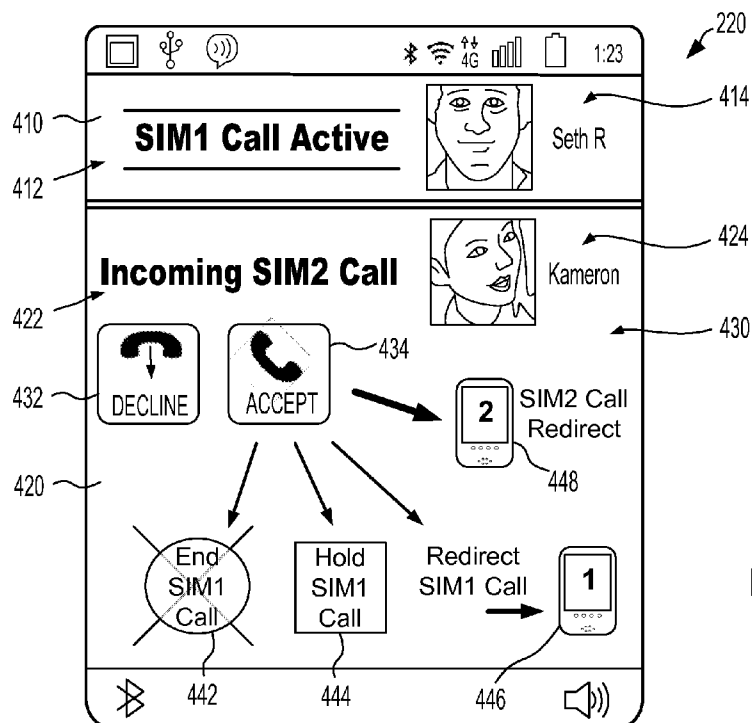 4G 1:23
220
410
SIM1 Call Active
Seth R
414
412
Incoming SIM2 Call
Kameron
424
422
430
434
432
DECLINE
ACCEPT
2
SIM2 Call
Redirect
448
420
End
SIM1
Call
Hold
SIM1
Call
Redirect
SIM1 Call
1
442
444
446